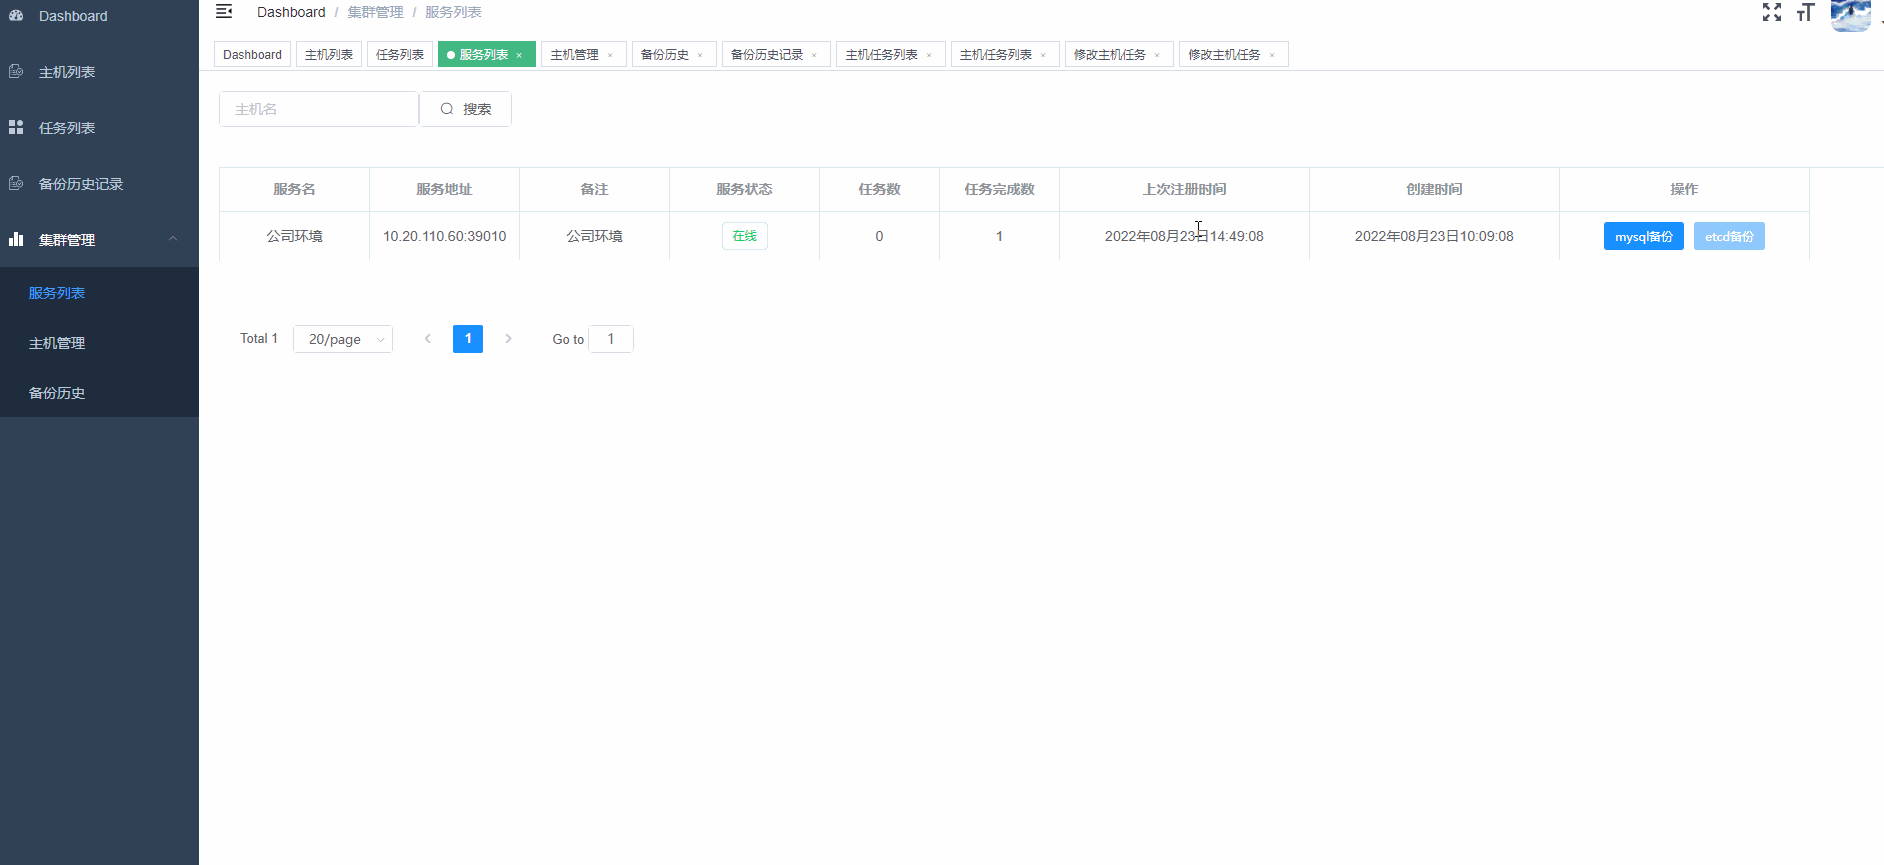 Dashboard
主机列表
任务列表
备份历史记录
集群管理
服务列表
主机管理
备份历史
Dashboard / 集群管理 / 服务列表
Dashboard 主机列表 任务列表 服务列表 × 主机管理 × 备份历史 × 备份历史记录 × 主机任务列表 × 主机任务列表 × 修改主机任务 × 修改主机任务 ×
主机名 搜索
服务名 服务地址 备注 服务状态 任务数 任务完成数 上次注册时间 创建时间 操作
公司环境 10.20.110.60:39010 公司环境 在线 0 1 2022年08月23日14:49:08 2022年08月23日10:09:08 mysql备份 etcd备份
Total 1 20/page 1 Go to 1